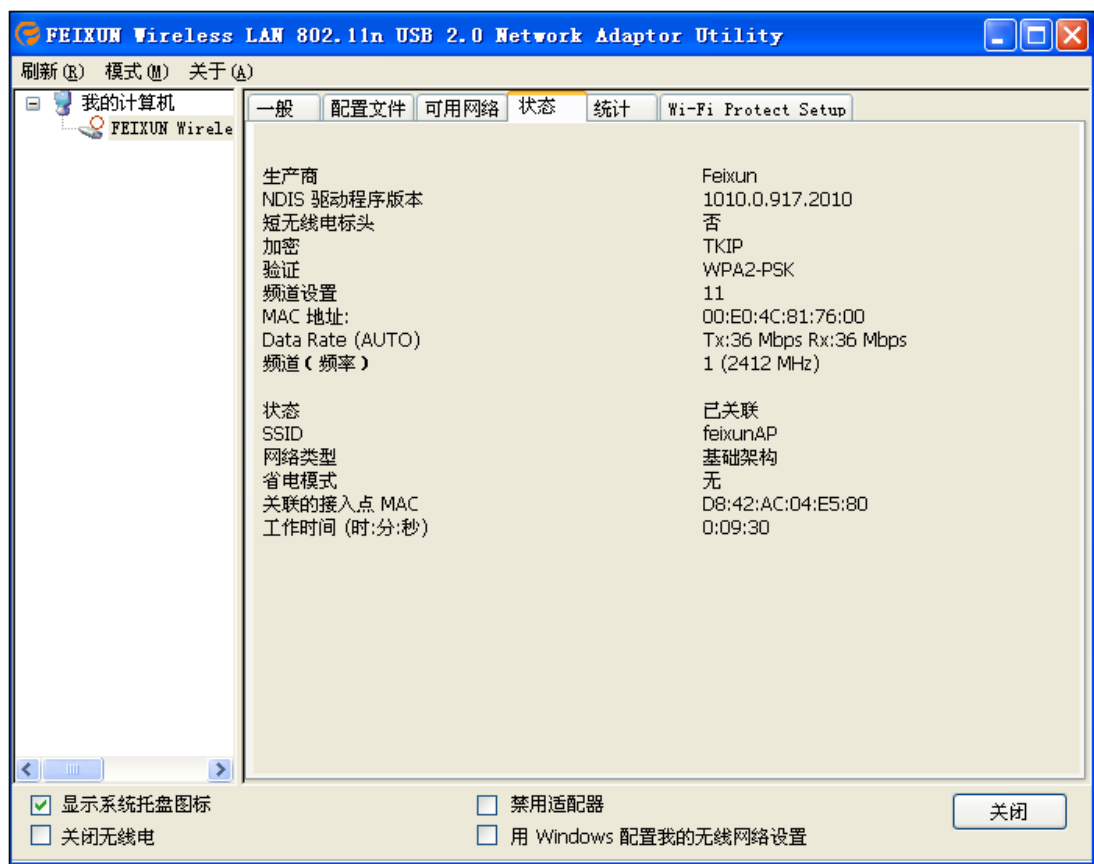 FEIXUN Wireless LAN 802.11n USB 2.0 Network Adaptor Utility
刷新(R) 模式(M) 关于(A)
我的计算机
FEIXUN Wirele
一般 配置文件 可用网络 状态 统计 Wi-Fi Protect Setup
生产商 Feixun
NDIS 驱动程序版本 1010.0.917.2010
短无线电标头 否
加密 TKIP
验证 WPA2-PSK
频道设置 11
MAC 地址: 00:E0:4C:81:76:00
Data Rate (AUTO) Tx:36 Mbps Rx:36 Mbps
频道(频率) 1 (2412 MHz)
状态 已关联
SSID feixunAP
网络类型 基础架构
省电模式 无
关联的接入点 MAC D8:42:AC:04:E5:80
工作时间 (时:分:秒) 0:09:30
显示系统托盘图标 禁用适配器 关闭
关闭无线电 用 Windows 配置我的无线网络设置